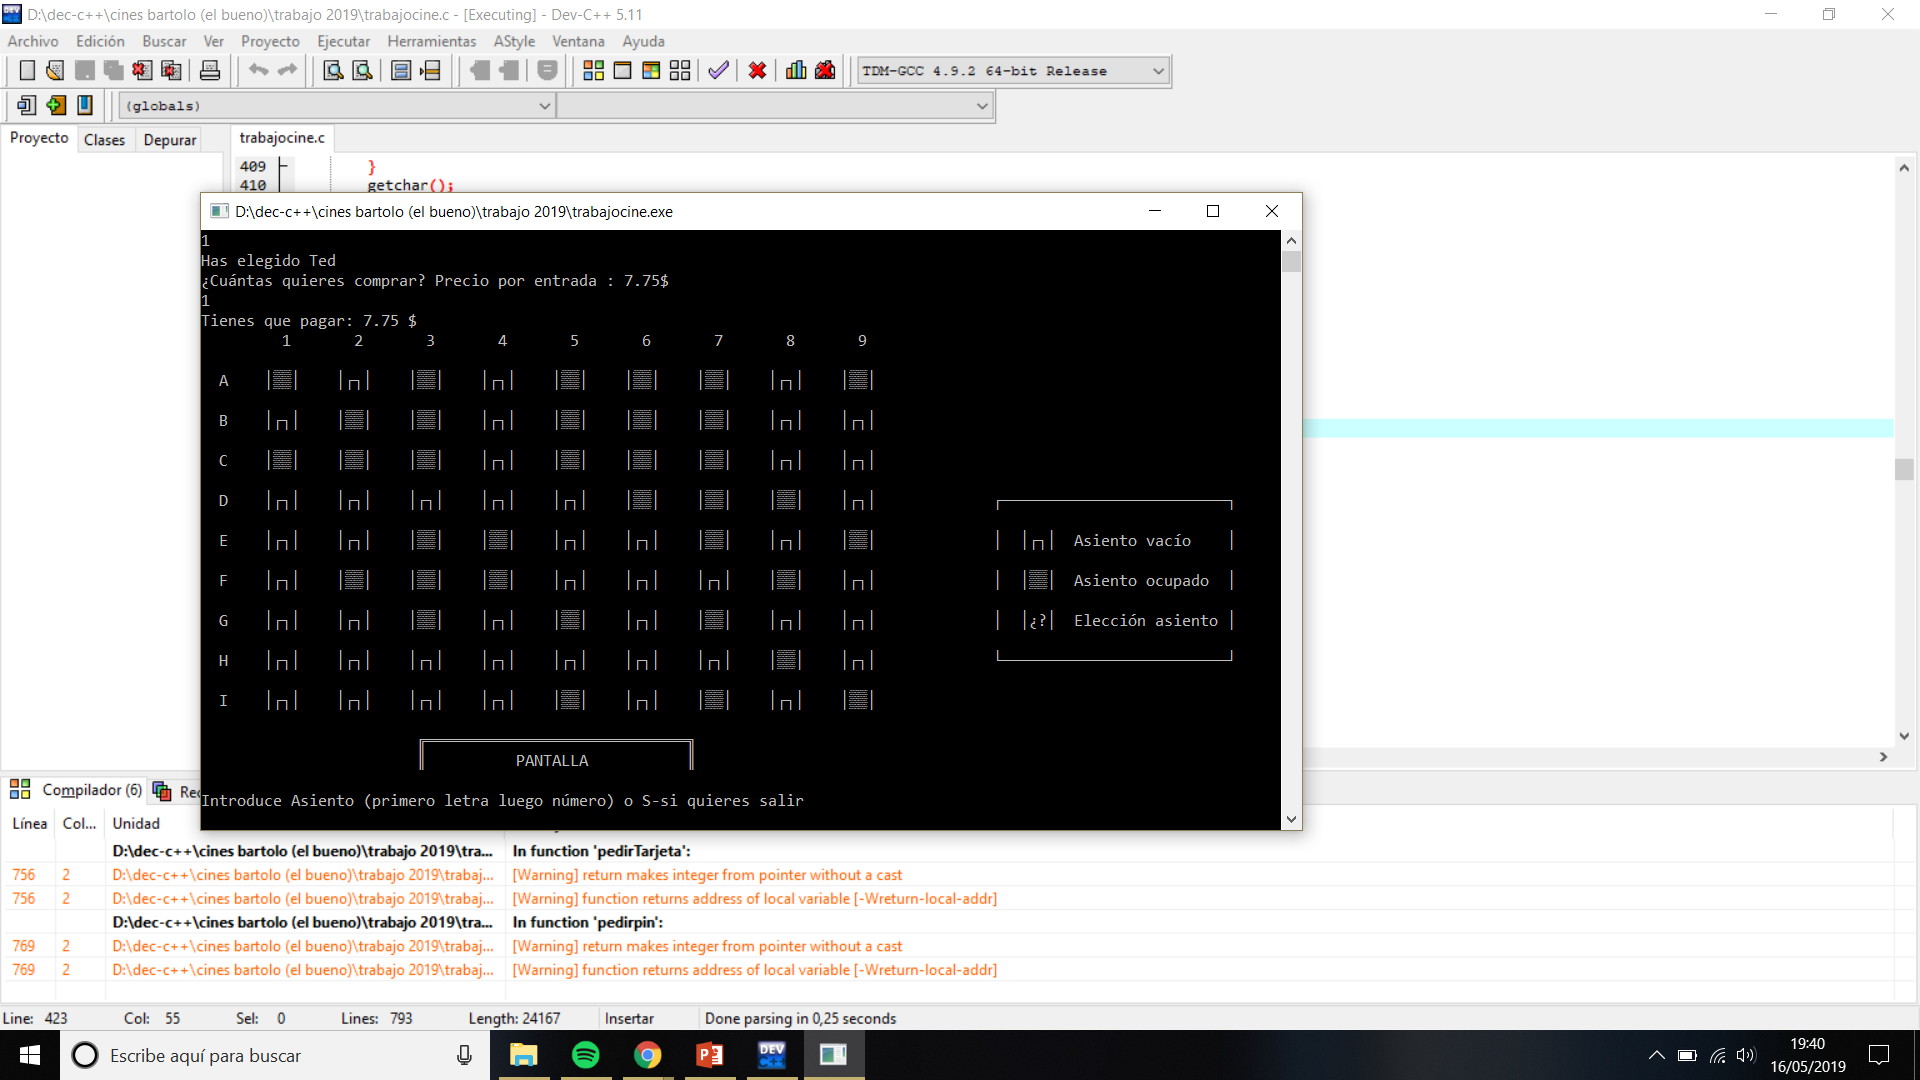 D:\dec-c++\cines bartolo (el bueno)\trabajo 2019\trabajocine.c - [Executing] - Dev-C++ 5.11
Archivo Edición Buscar Ver Proyecto Ejecutar Herramientas AStyle Ventana Ayuda
TDM-GCC 4.9.2 64-bit Release
(globals)
Proyecto Clases Depurar trabajocine.c
409 }
410 getchar();
D:\dec-c++\cines bartolo (el bueno)\trabajo 2019\trabajocine.exe
1
Has elegido Ted
¿Cuántas quieres comprar? Precio por entrada : 7.75$
1
Tienes que pagar: 7.75 $
1 2 3 4 5 6 7 8 9
A
B
C
D
E Asiento vacío
F Asiento ocupado
G |¿?| Elección asiento
H
I
PANTALLA
Introduce Asiento (primero letra luego número) o S-si quieres salir
Compilador (6) Rec
Línea Col... Unidad
D:\dec-c++\cines bartolo (el bueno)\trabajo 2019\tra... In function 'pedirTarjeta':
756 2 D:\dec-c++\cines bartolo (el bueno)\trabajo 2019\trabaj... [Warning] return makes integer from pointer without a cast
756 2 D:\dec-c++\cines bartolo (el bueno)\trabajo 2019\trabaj... [Warning] function returns address of local variable [-Wreturn-local-addr]
D:\dec-c++\cines bartolo (el bueno)\trabajo 2019\tra... In function 'pedirpin':
769 2 D:\dec-c++\cines bartolo (el bueno)\trabajo 2019\trabaj... [Warning] return makes integer from pointer without a cast
769 2 D:\dec-c++\cines bartolo (el bueno)\trabajo 2019\trabaj... [Warning] function returns address of local variable [-Wreturn-local-addr]
Line: 423 Col: 55 Sel: 0 Lines: 793 Length: 24167 Insertar Done parsing in 0,25 seconds
Escribe aquí para buscar
DEV C++
19:40
16/05/2019